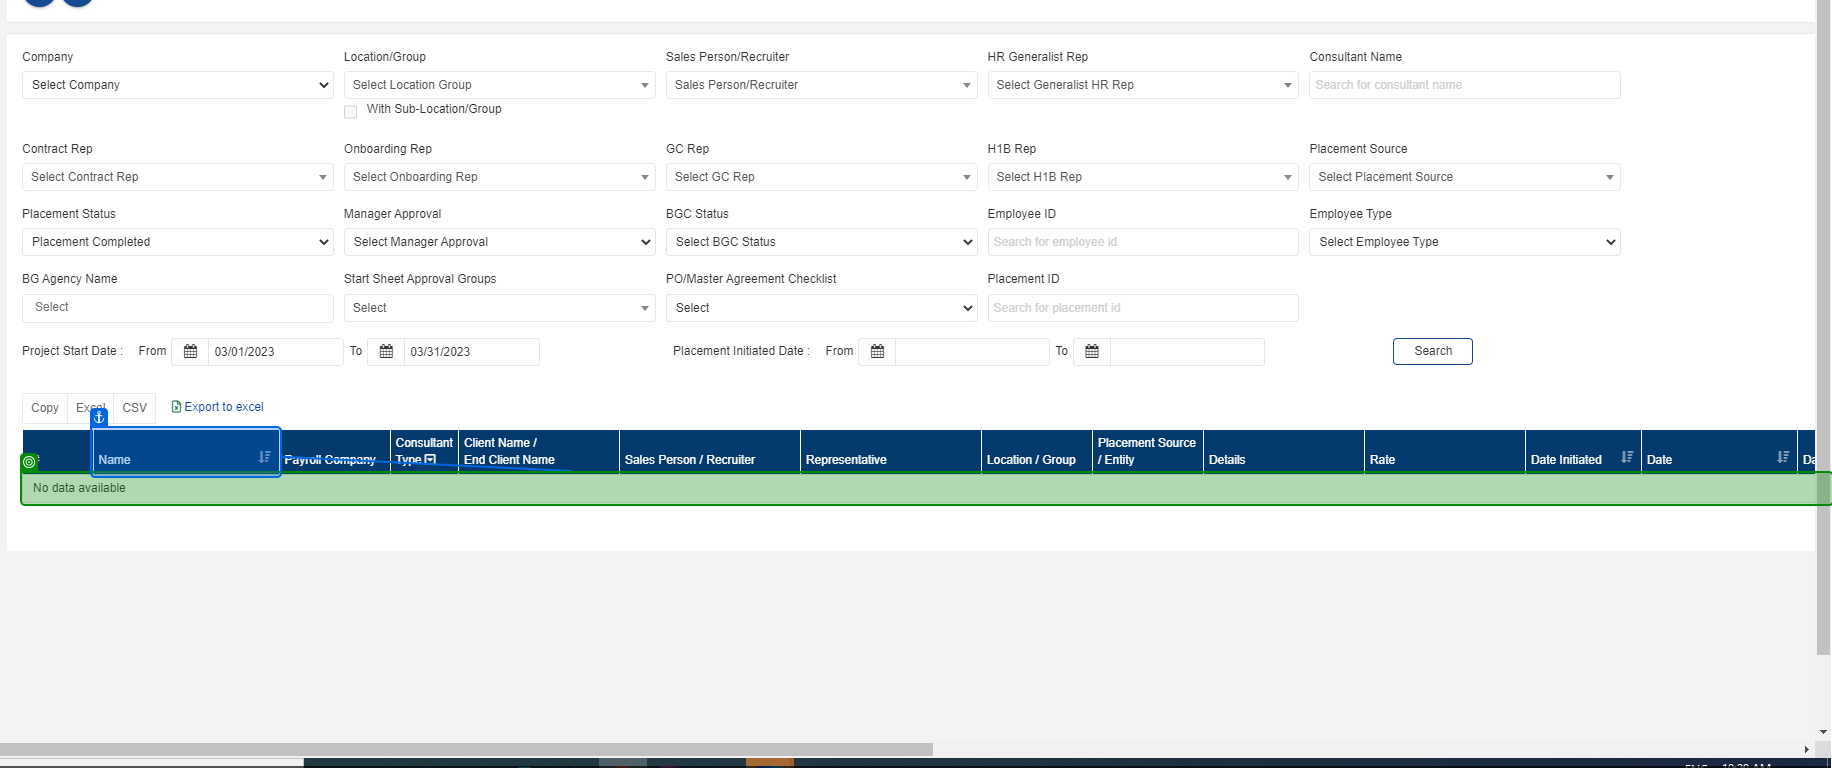 Company Location/Group Sales Person/Recruiter HR Generalist Rep Consultant Name
Select Company Select Location Group Sales Person/Recruiter Select Generalist HR Rep Search for consultant name
With Sub-Location/Group
Contract Rep Onboarding Rep GC Rep H1B Rep Placement Source
Select Contract Rep Select Onboarding Rep Select GC Rep Select H1B Rep Select Placement Source
Placement Status Manager Approval BGC Status Employee ID Employee Type
Placement Completed Select Manager Approval Select BGC Status Search for employee id Select Employee Type
BG Agency Name Start Sheet Approval Groups PO/Master Agreement Checklist Placement ID
Select Select Select Search for placement id
Project Start Date : From 03/01/2023 To 03/31/2023 Placement Initiated Date : From To Search
Copy Excel CSV Export to excel
Consultant Client Name / Placement Source
Name Payroll Company Type End Client Name Sales Person / Recruiter Representative Location / Group / Entity Details Rate Date Initiated Date Da
No data available